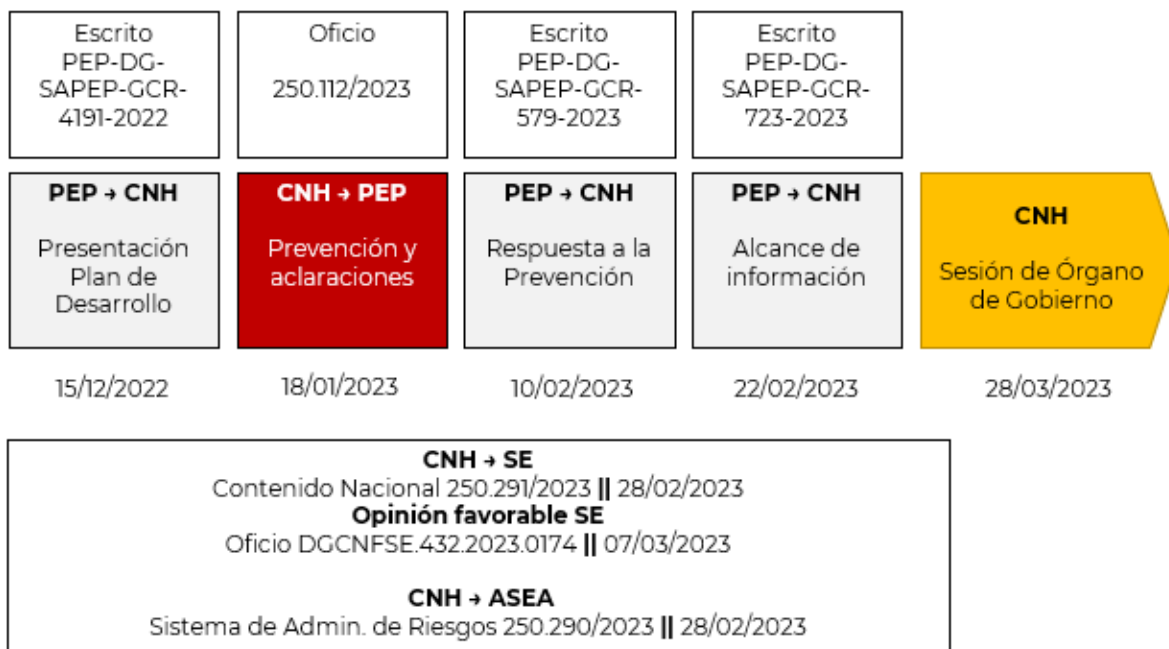 Escrito
PEP-DG-
SAPEP-GCR-
4191-2022
Oficio
250.112/2023
Escrito
PEP-DG-
SAPEP-GCR-
579-2023
Escrito
PEP-DG-
SAPEP-GCR-
723-2023
PEP → CNH
Presentación
Plan de
Desarrollo
CNH → PEP
Prevención y
aclaraciones
PEP → CNH
Respuesta a la
Prevención
PEP → CNH
Alcance de
información
CNH
Sesión de Órgano
de Gobierno
15/12/2022
18/01/2023
10/02/2023
22/02/2023
28/03/2023
CNH → SE
Contenido Nacional 250.291/2023 || 28/02/2023
Opinión favorable SE
Oficio DGCNFSE.432.2023.0174 || 07/03/2023
CNH → ASEA
Sistema de Admin. de Riesgos 250.290/2023 || 28/02/2023